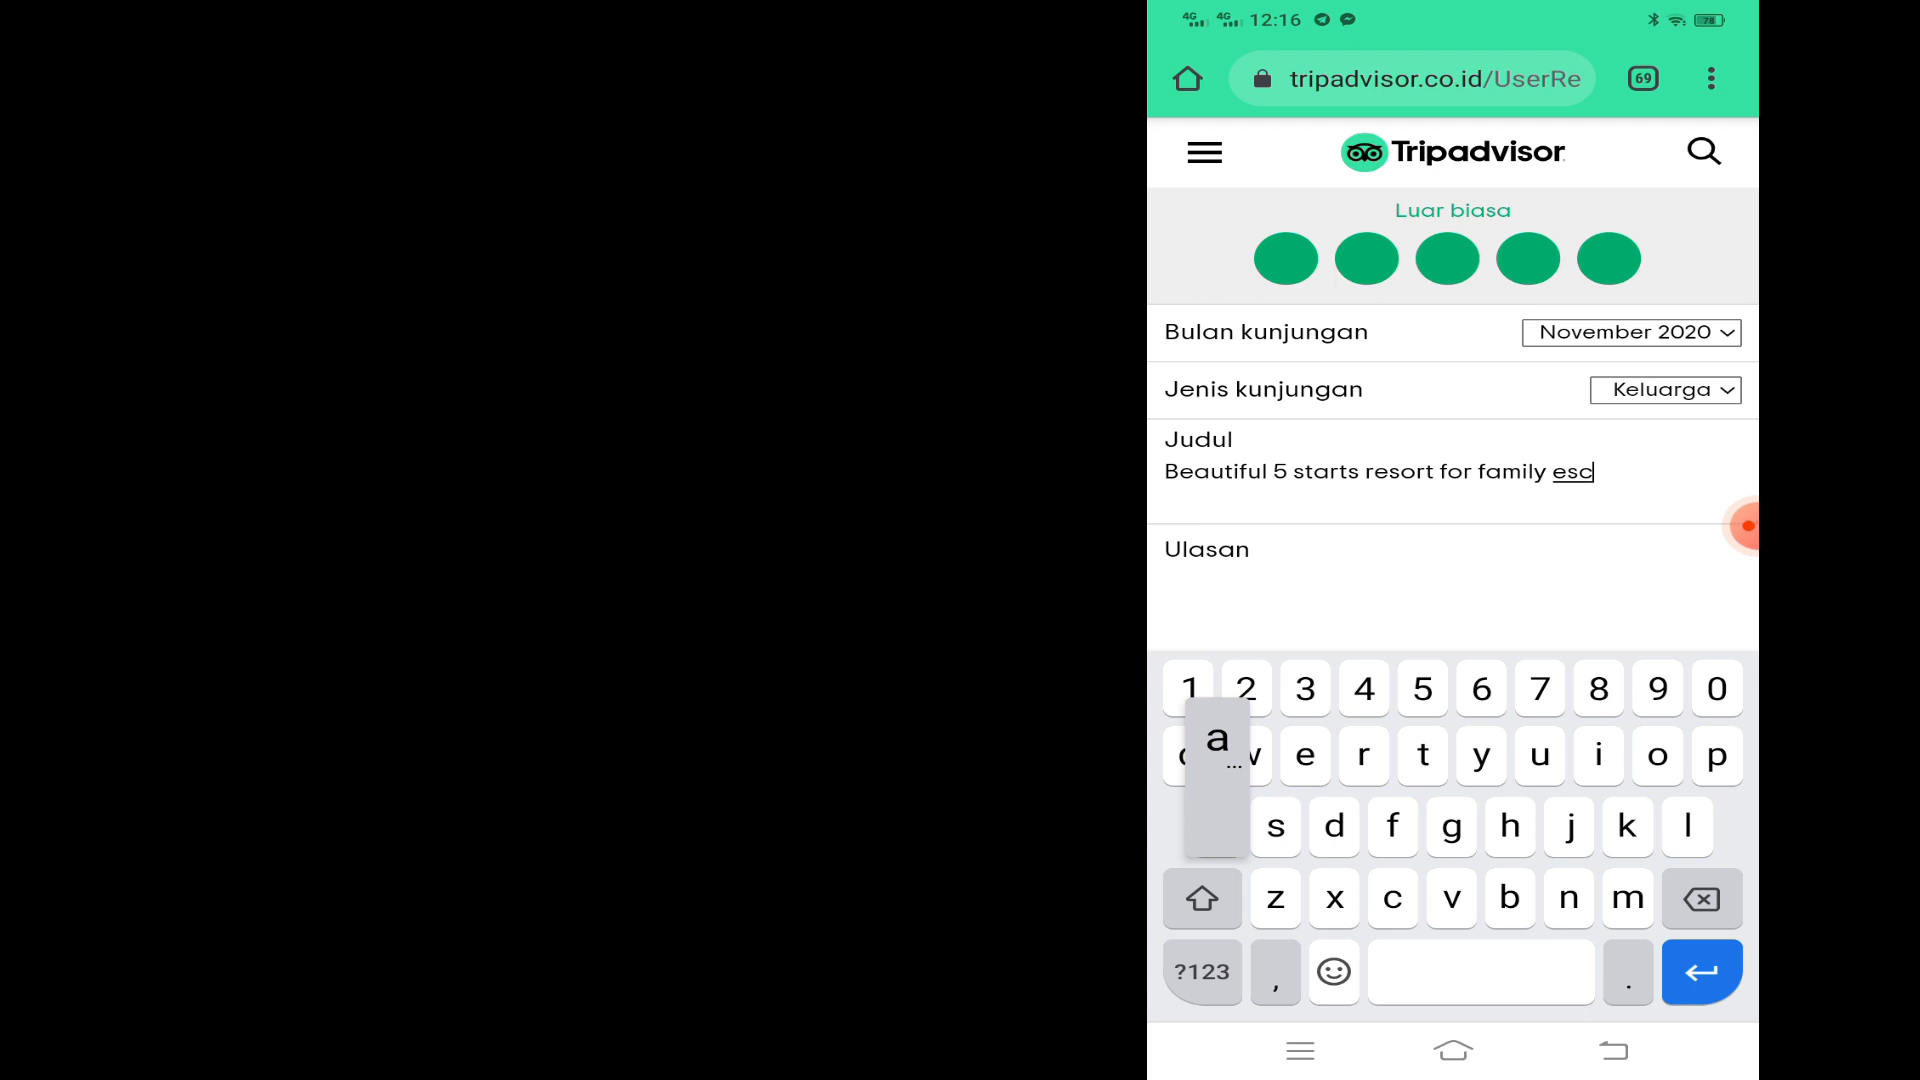 4G 4G 12:16 78
tripadvisor.co.id/UserRe 69
Tripadvisor
Luar biasa
Bulan kunjungan November 2020
Jenis kunjungan Keluarga
Judul
Beautiful 5 starts resort for family esc
Ulasan
1 2 3 4 5 6 7 8 9 0
a...
w e r t y u i o p
s d f g h j k l
z x c v b n m
?123 , .